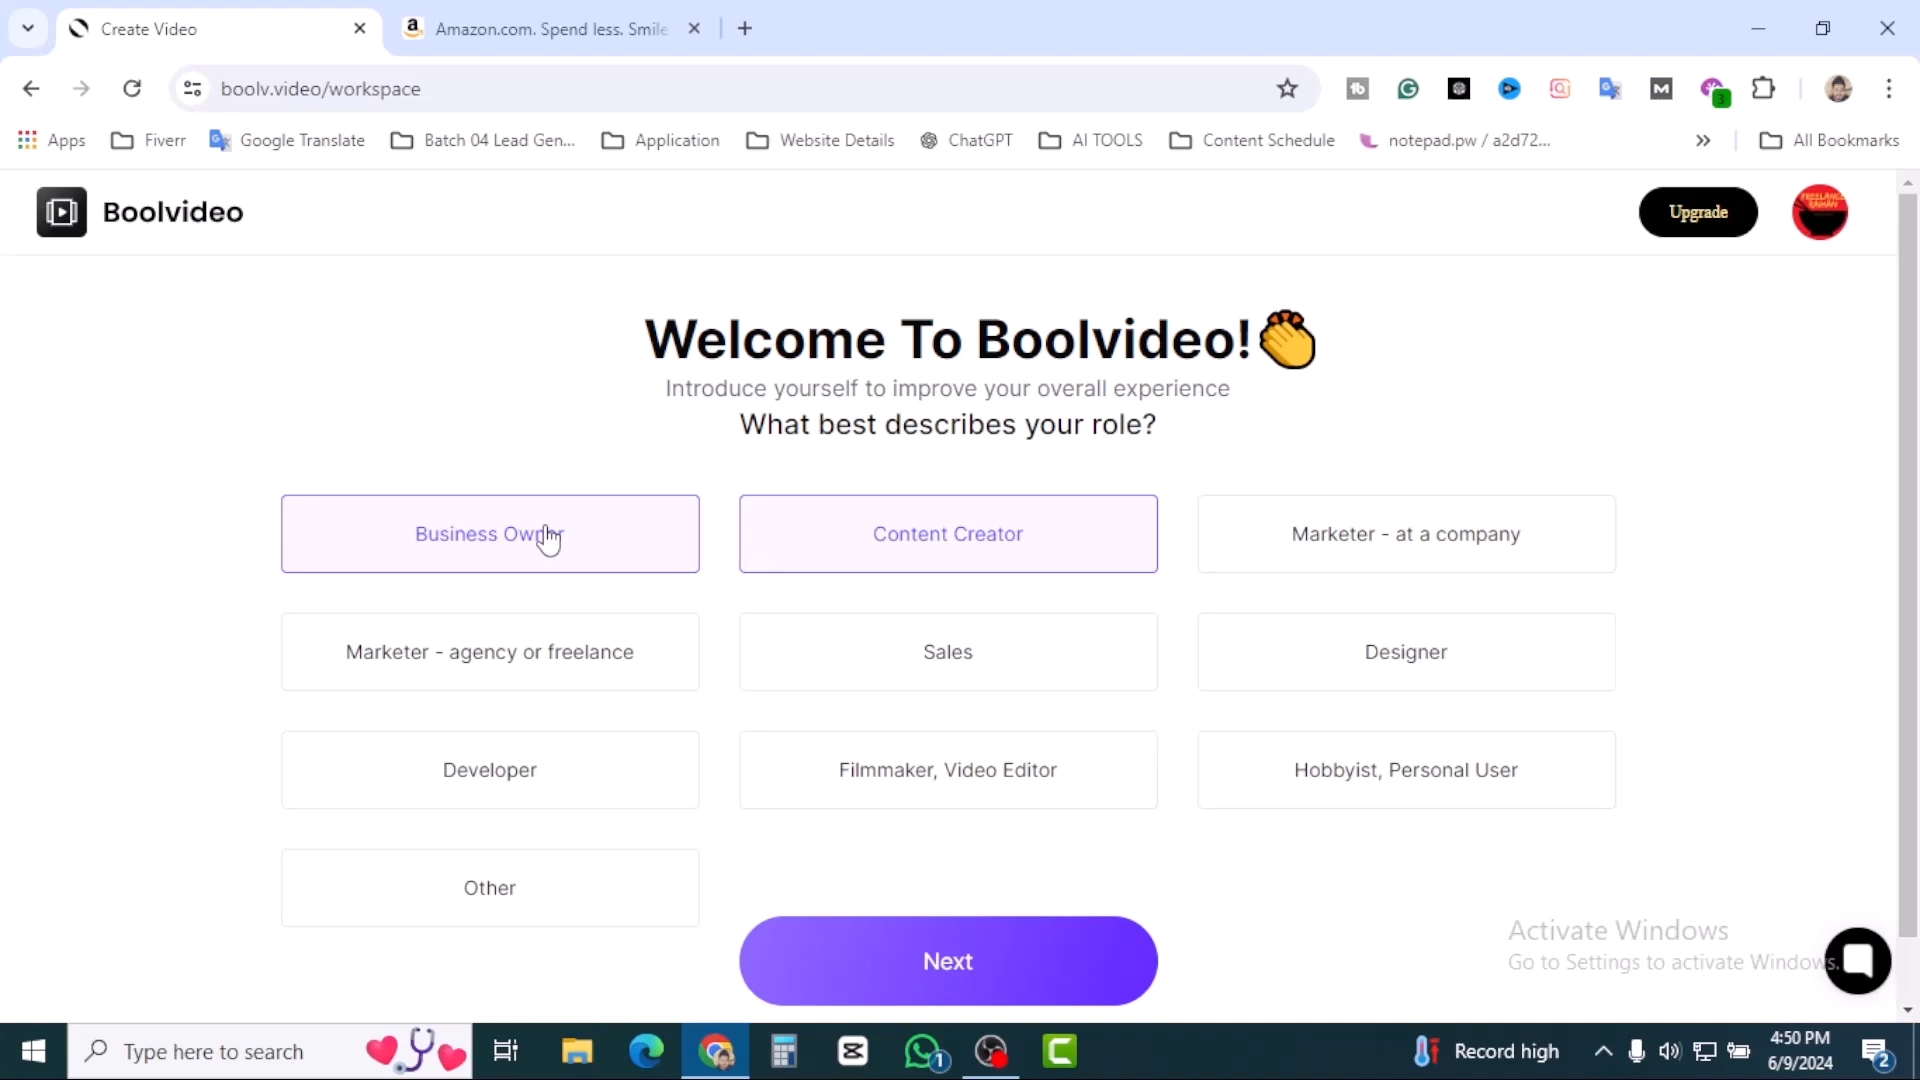 Create Video
Amazon.com. Spend less. Smile
boolv.video/workspace
3
Apps
Fiverr
Google Translate
Batch 04 Lead Gen...
Application
Website Details
ChatGPT
AI TOOLS
Content Schedule
notepad.pw / a2d72...
All Bookmarks
Boolvideo
Upgrade
Welcome To Boolvideo!
Introduce yourself to improve your overall experience
What best describes your role?
Business Owner
Content Creator
Marketer - at a company
Marketer - agency or freelance
Sales
Designer
Developer
Filmmaker, Video Editor
Hobbyist, Personal User
Other
Next
Activate Windows
Go to Settings to activate Windows.
Type here to search
1
Record high
4:50 PM
6/9/2024
2